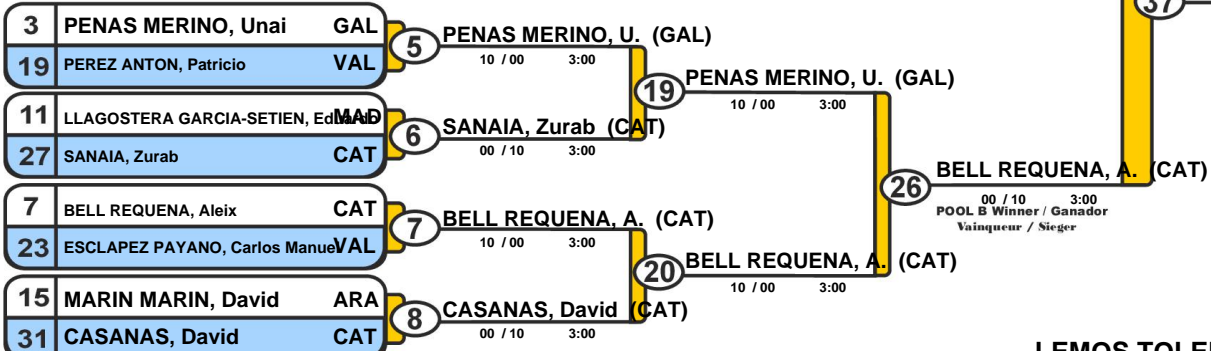 37
3 PENAS MERINO, Unai GAL
19 PEREZ ANTON, Patricio VAL
5 PENAS MERINO, U. (GAL)
10 / 00 3:00
19 PENAS MERINO, U. (GAL)
10 / 00 3:00
11 LLAGOSTERA GARCIA-SETIEN, Eduardo MAD
27 SANAIA, Zurab CAT
6 SANAIA, Zurab (CAT)
00 / 10 3:00
26 BELL REQUENA, A. (CAT)
00 / 10 3:00
POOL B Winner / Ganador
Vainqueur / Sieger
7 BELL REQUENA, Aleix CAT
23 ESCLAPEZ PAYANO, Carlos Manue VAL
7 BELL REQUENA, A. (CAT)
10 / 00 3:00
20 BELL REQUENA, A. (CAT)
10 / 00 3:00
15 MARIN MARIN, David ARA
31 CASANAS, David CAT
8 CASANAS, David (CAT)
00 / 10 3:00